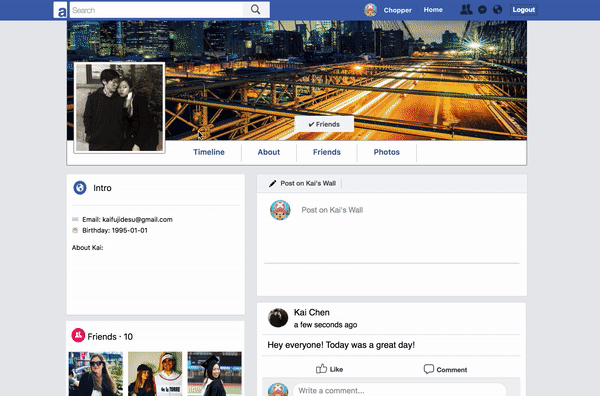 a Search
Chopper Home Logout
✔ Friends
Timeline About Friends Photos
Intro
Email: kaifujidesu@gmail.com
Birthday: 1995-01-01
About Kai:
Friends · 10
Post on Kai's Wall
Post on Kai's Wall
Kai Chen
a few seconds ago
Hey everyone! Today was a great day!
Like Comment
Write a comment...